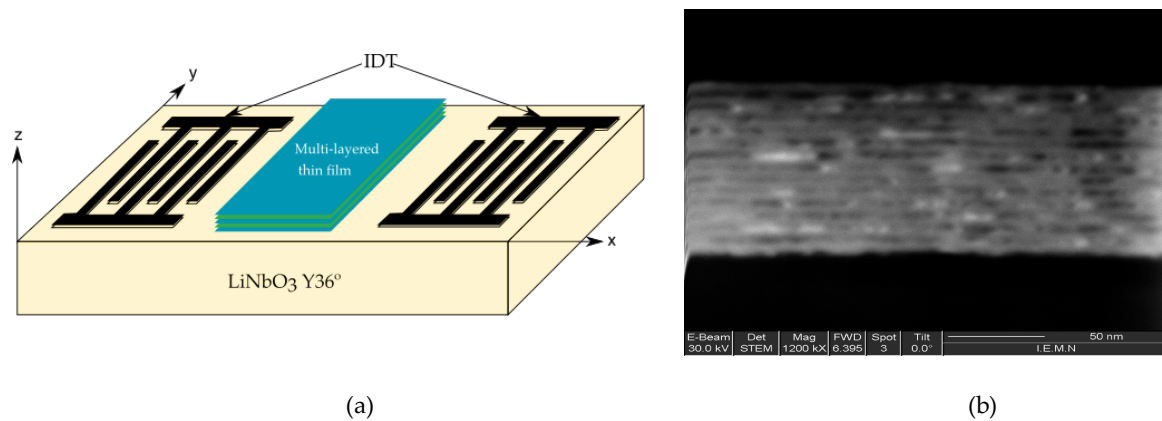 IDT
y
z
Multi-layered
thin film
x
LiNbO3 Y36º
E-Beam Det Mag FWD Spot Tilt 50 nm
30.0 kV STEM 1200 kX 6.395 3 0.0° I.E.M.N
(a) (b)